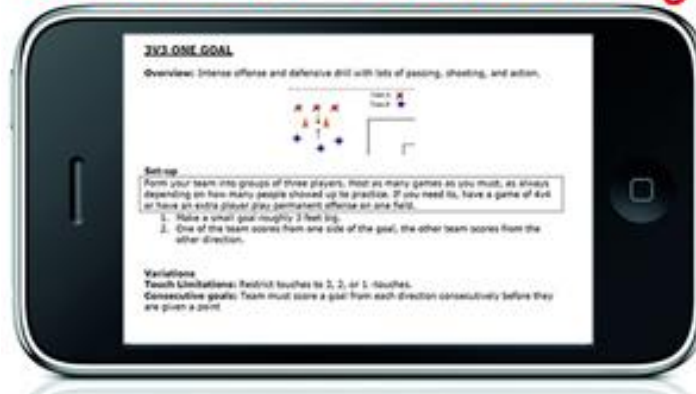 3V3 ONE GOAL
Overview: Intense offense and defensive drill with lots of passing, shooting, and action.
Team A
Team B
Set-up
Form your team into groups of three players. Host as many games as you must, as always
depending on how many people showed up to practice. If you need to, have a game of 4v4
or have an extra player play permanent offense on one field.
1. Make a small goal roughly 3 feet big.
2. One of the team scores from one side of the goal, the other team scores from the
other direction.
Variations
Touch Limitations: Restrict touches to 3, 2, or 1 -touches.
Consecutive goals: Team must score a goal from each direction consecutively before they
are given a point